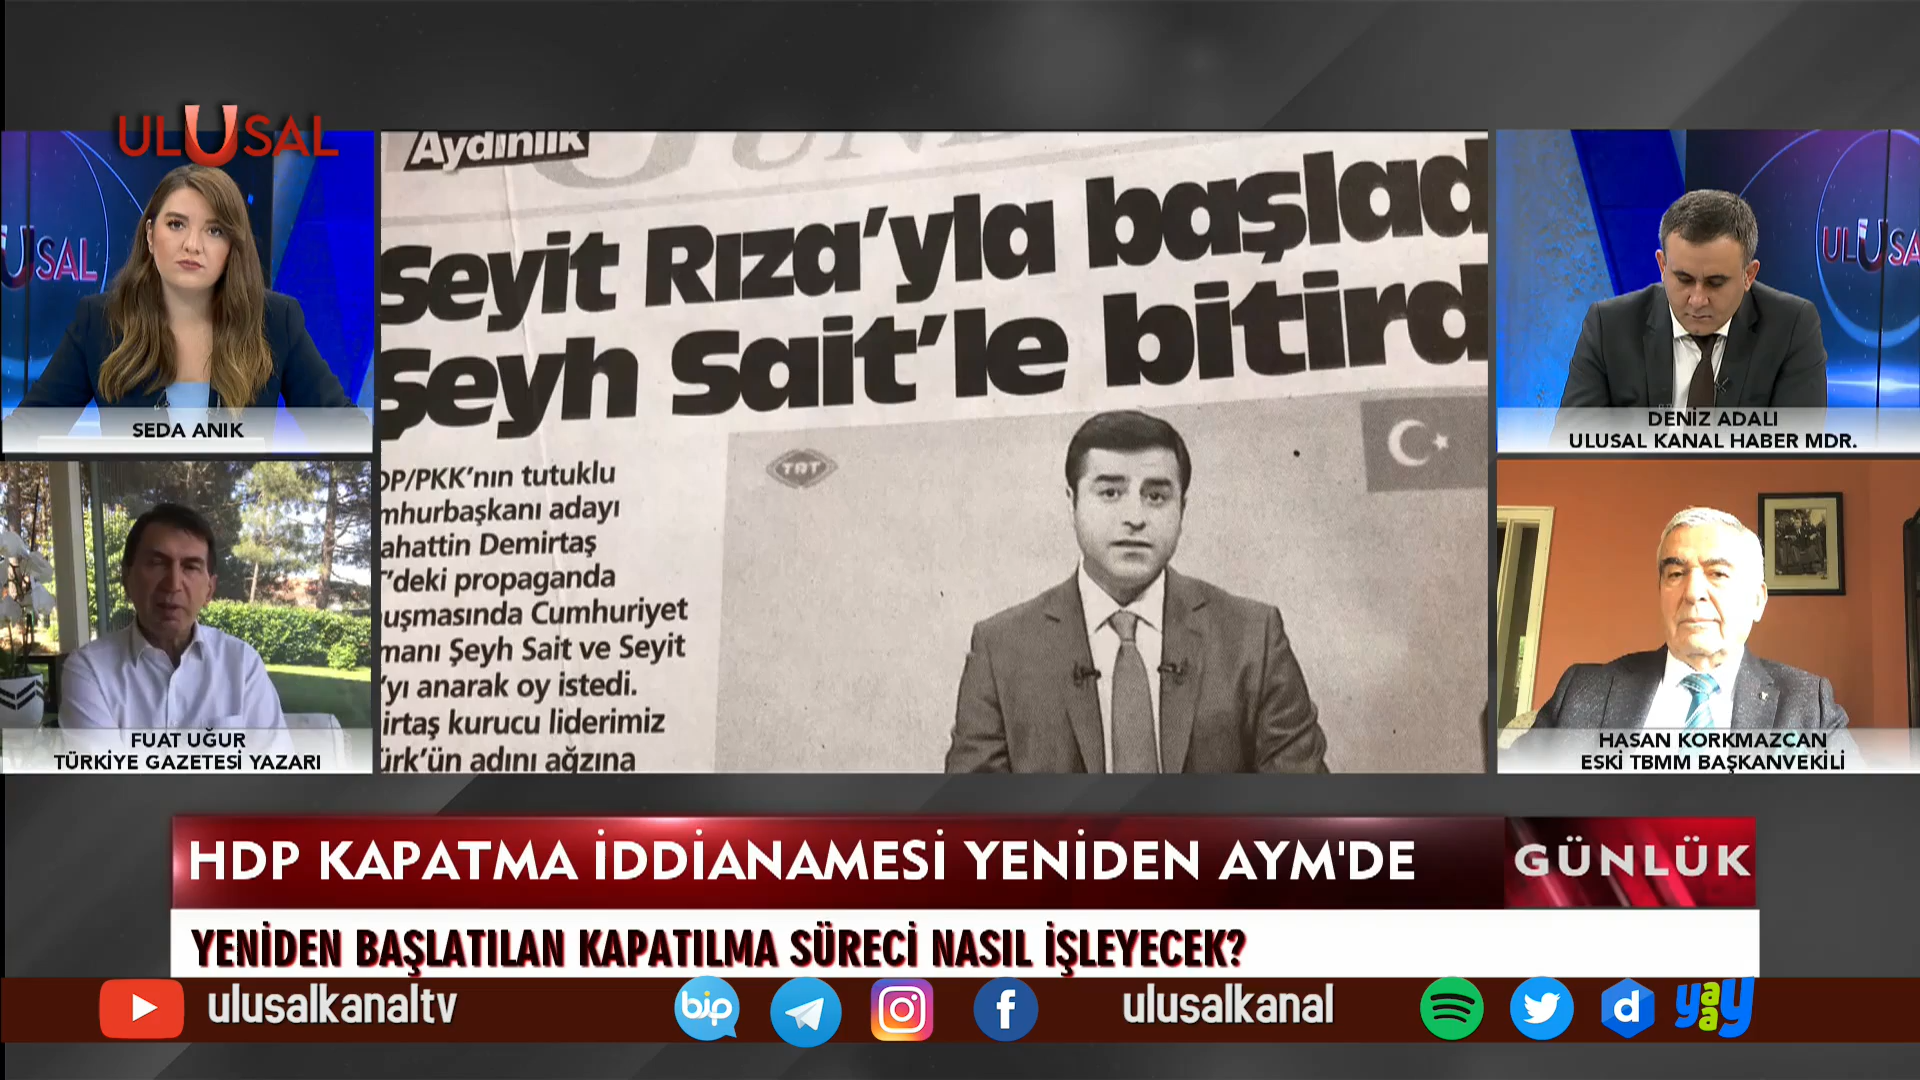 ULUSAL
USAL
SEDA ANIK
FUAT UĞUR
TÜRKİYE GAZETESİ YAZARI
Aydınlık
Seyit Rıza'yla başlad
Şeyh Sait'le bitird
DP/PKK'nın tutuklu
mhurbaşkanı adayı
ahattin Demirtaş
T'deki propaganda
uşmasında Cumhuriyet
manı Şeyh Sait ve Seyit
'yı anarak oy istedi.
irtaş kurucu liderimiz
ürk'ün adını ağzına
TRT
ULUSA
DENİZ ADALI
ULUSAL KANAL HABER MDR.
HASAN KORKMAZCAN
ESKİ TBMM BAŞKANVEKİLİ
HDP KAPATMA İDDİANAMESİ YENİDEN AYM'DE
GÜNLÜK
YENİDEN BAŞLATILAN KAPATILMA SÜRECİ NASIL İŞLEYECEK?
ulusalkanaltv
bip
ulusalkanal
d
yaay